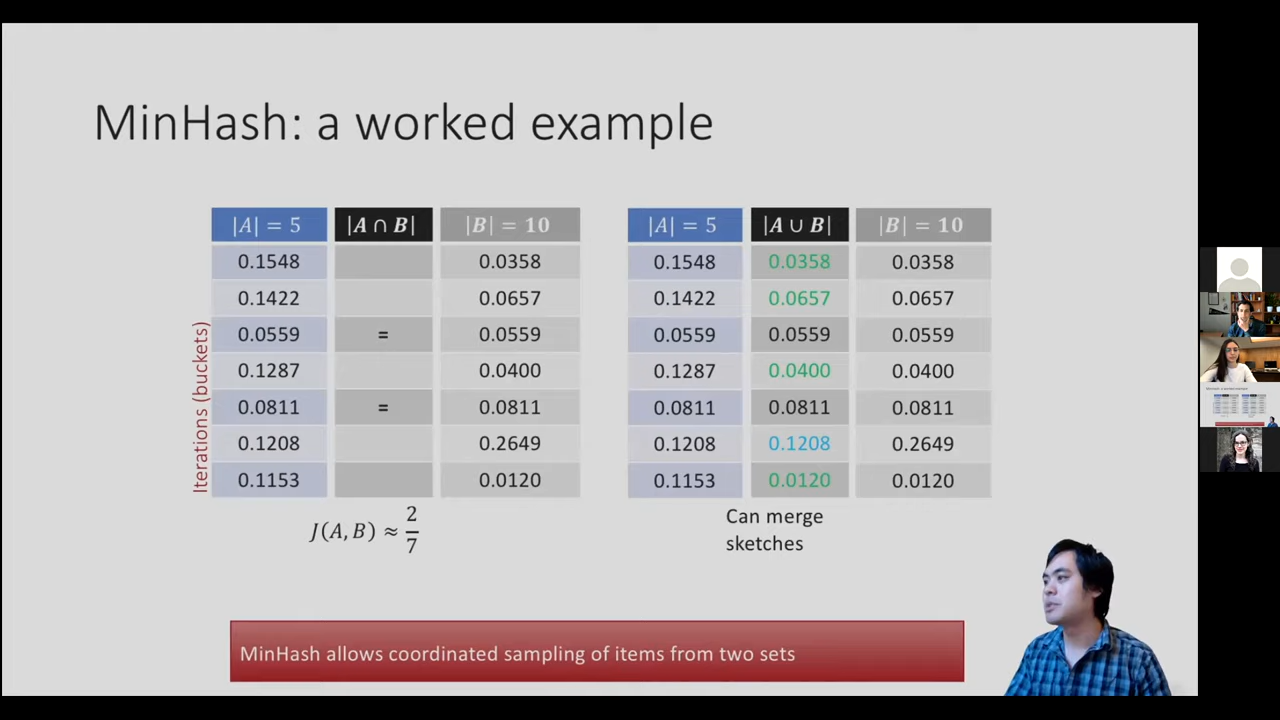 MinHash: a worked example
|A| = 5 |A ∩ B| |B| = 10
0.1548 0.0358
0.1422 0.0657
0.0559 = 0.0559
0.1287 0.0400
0.0811 = 0.0811
0.1208 0.2649
0.1153 0.0120
Iterations (buckets)
J(A, B) ≈ 2/7
|A| = 5 |A ∪ B| |B| = 10
0.1548 0.0358 0.0358
0.1422 0.0657 0.0657
0.0559 0.0559 0.0559
0.1287 0.0400 0.0400
0.0811 0.0811 0.0811
0.1208 0.1208 0.2649
0.1153 0.0120 0.0120
Can merge
sketches
MinHash allows coordinated sampling of items from two sets